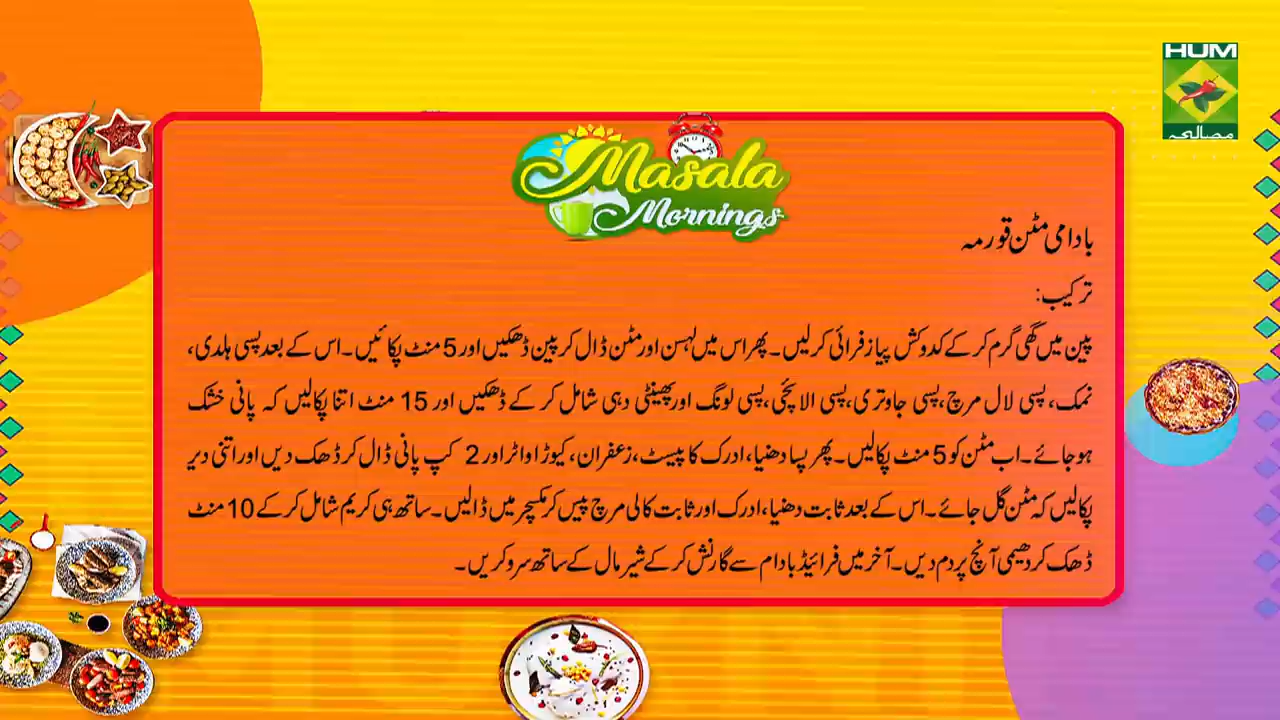 HUM
مصالحہ
Masala
Mornings
بادامی مٹن قورمہ
ترکیب:
پین میں گھی گرم کر کے کدوکش پیاز فرائی کرلیں۔ پھر اس میں لہسن اور مٹن ڈال کر پین ڈھکیں اور 5 منٹ پکائیں۔ اس کے بعد پسی ہلدی،
نمک، پسی لال مرچ، پسی جاوتری، پسی الائچی، پسی لونگ اور پھینٹی دہی شامل کر کے ڈھکیں اور 15 منٹ اتنا پکالیں کہ پانی خشک
ہوجائے۔ اب مٹن کو 5 منٹ پکالیں۔ پھر پسا دھنیا، ادرک کا پیسٹ، زعفران، کیوڑا واٹر اور 2 کپ پانی ڈال کر ڈھک دیں اور اتنی دیر
پکالیں کہ مٹن گل جائے۔ اس کے بعد ثابت دھنیا، ادرک اور ثابت کالی مرچ پیس کر مکسچر میں ڈالیں۔ ساتھ ہی کریم شامل کر کے 10 منٹ
ڈھک کر دھیمی آنچ پر دم دیں۔ آخر میں فرائیڈ بادام سے گارنش کر کے شیرمال کے ساتھ سرو کریں۔